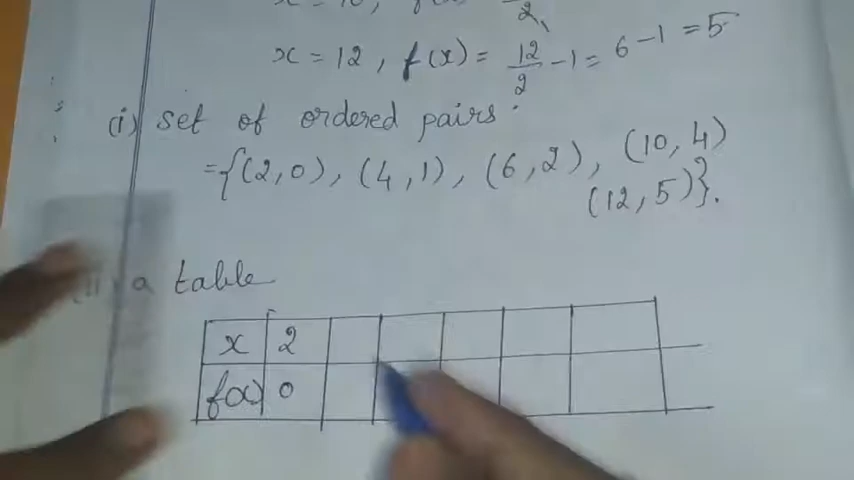 2
x = 12, f(x) = 12/2 - 1 = 6 - 1 = 5
(i) set of ordered pairs:
= {(2,0), (4,1), (6,2), (10,4)
(12,5)}.
a table
x 2
f(x) 0